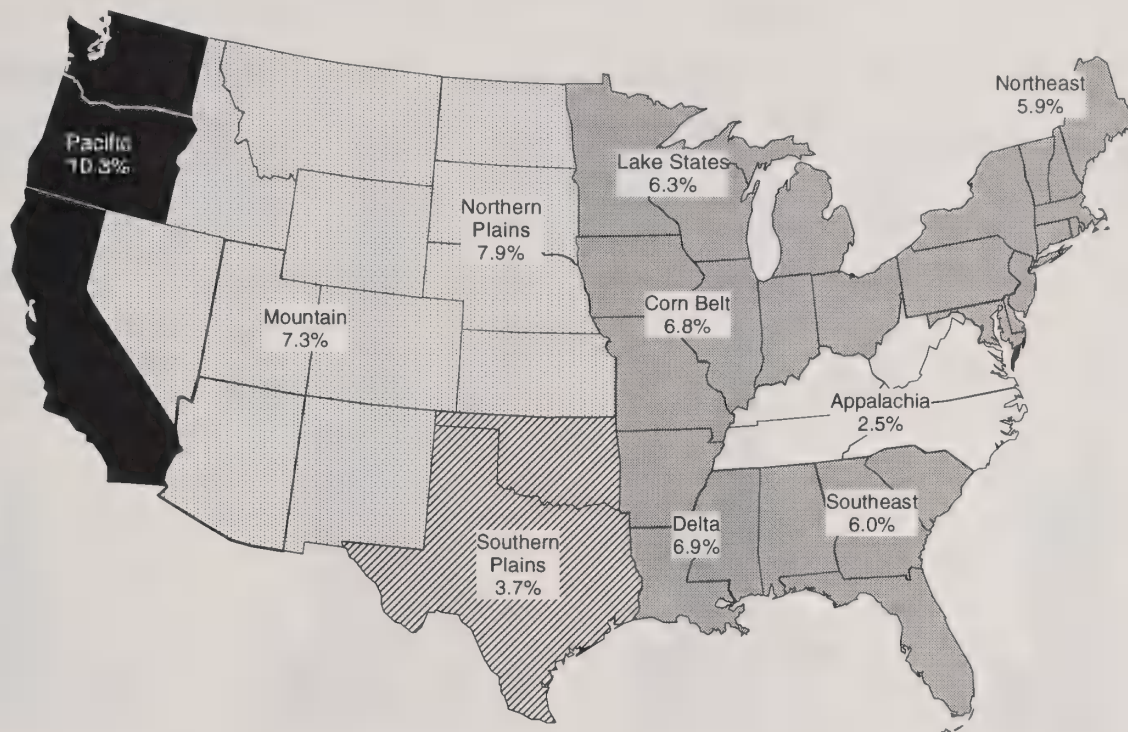 Northeast
5.9%
Pacific
10.3%
Lake States
6.3%
Northern
Plains
7.9%
Mountain
7.3%
Corn Belt
6.8%
Appalachia
2.5%
Southeast
6.0%
Delta
6.9%
Southern
Plains
3.7%